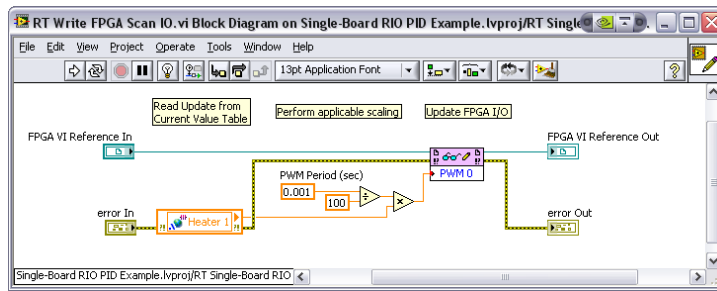 RT Write FPGA Scan IO.vi Block Diagram on Single-Board RIO PID Example.lvproj/RT Singl
File Edit View Project Operate Tools Window Help
13pt Application Font
Read Update from
Current Value Table
Perform applicable scaling
Update FPGA I/O
FPGA VI Reference In
FPGA VI Reference Out
PWM 0
PWM Period (sec)
0.001
100
error In
Heater 1
error Out
Single-Board RIO PID Example.lvproj/RT Single-Board RIO